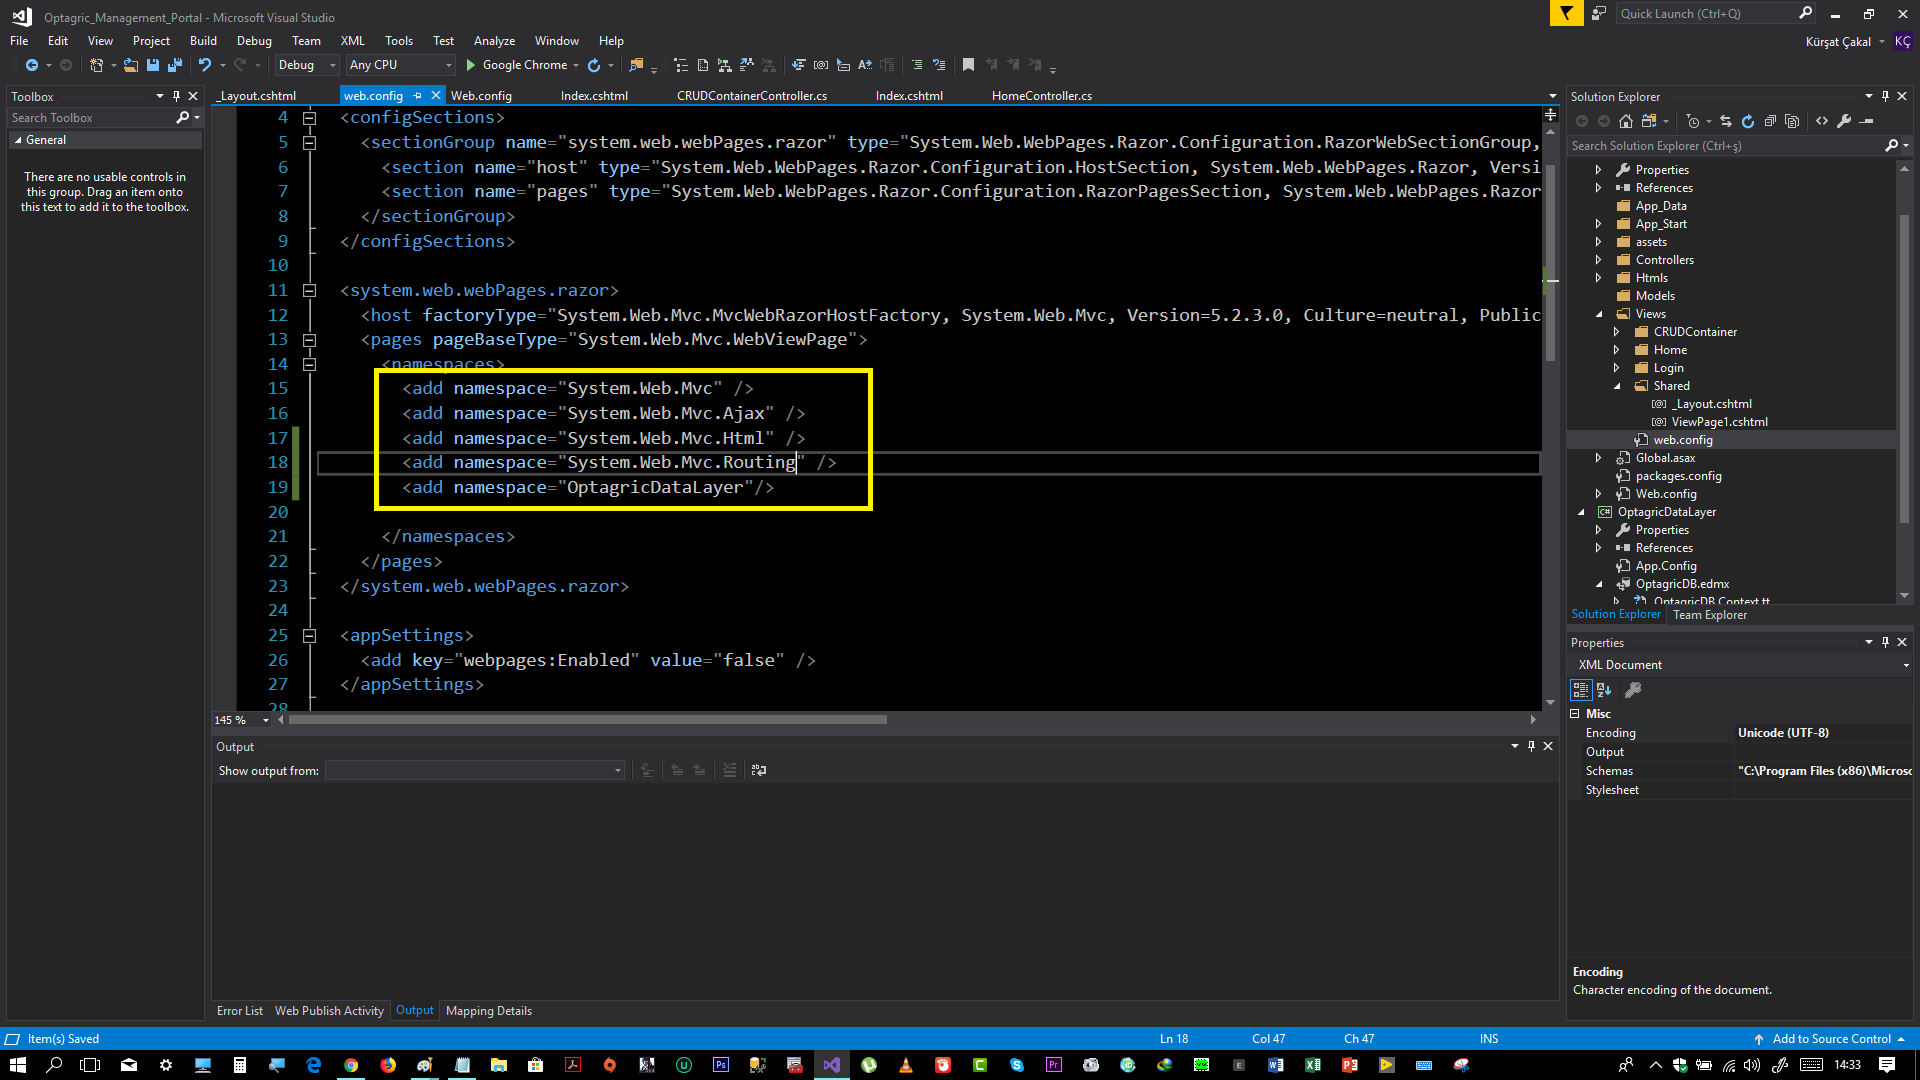 Optagric_Management_Portal - Microsoft Visual Studio
Quick Launch (Ctrl+Q)
File Edit View Project Build Debug Team XML Tools Test Analyze Window Help
Kürşat Çakal KÇ
Debug Any CPU Google Chrome
Toolbox
Search Toolbox
General
There are no usable controls in
this group. Drag an item onto
this text to add it to the toolbox.
_Layout.cshtml web.config Web.config Index.cshtml CRUDContainerController.cs Index.cshtml HomeController.cs
4 <configSections>
5 <sectionGroup name="system.web.webPages.razor" type="System.Web.WebPages.Razor.Configuration.RazorWebSectionGroup,
6 <section name="host" type="System.Web.WebPages.Razor.Configuration.HostSection, System.Web.WebPages.Razor, Versi
7 <section name="pages" type="System.Web.WebPages.Razor.Configuration.RazorPagesSection, System.Web.WebPages.Razor
8 </sectionGroup>
9 </configSections>
10
11 <system.web.webPages.razor>
12 <host factoryType="System.Web.Mvc.MvcWebRazorHostFactory, System.Web.Mvc, Version=5.2.3.0, Culture=neutral, Public
13 <pages pageBaseType="System.Web.Mvc.WebViewPage">
14 <namespaces>
15 <add namespace="System.Web.Mvc" />
16 <add namespace="System.Web.Mvc.Ajax" />
17 <add namespace="System.Web.Mvc.Html" />
18 <add namespace="System.Web.Mvc.Routing" />
19 <add namespace="OptagricDataLayer"/>
20
21 </namespaces>
22 </pages>
23 </system.web.webPages.razor>
24
25 <appSettings>
26 <add key="webpages:Enabled" value="false" />
27 </appSettings>
28
145 %
Output
Show output from:
Error List Web Publish Activity Output Mapping Details
Solution Explorer
Search Solution Explorer (Ctrl+ş)
Properties
References
App_Data
App_Start
assets
Controllers
Htmls
Models
Views
CRUDContainer
Home
Login
Shared
_Layout.cshtml
ViewPage1.cshtml
web.config
Global.asax
packages.config
Web.config
OptagricDataLayer
Properties
References
App.Config
OptagricDB.edmx
OptagricDB.Context.tt
Solution Explorer Team Explorer
Properties
XML Document
Misc
Encoding Unicode (UTF-8)
Output
Schemas "C:\Program Files (x86)\Microso
Stylesheet
Encoding
Character encoding of the document.
Item(s) Saved Ln 18 Col 47 Ch 47 INS Add to Source Control
14:33